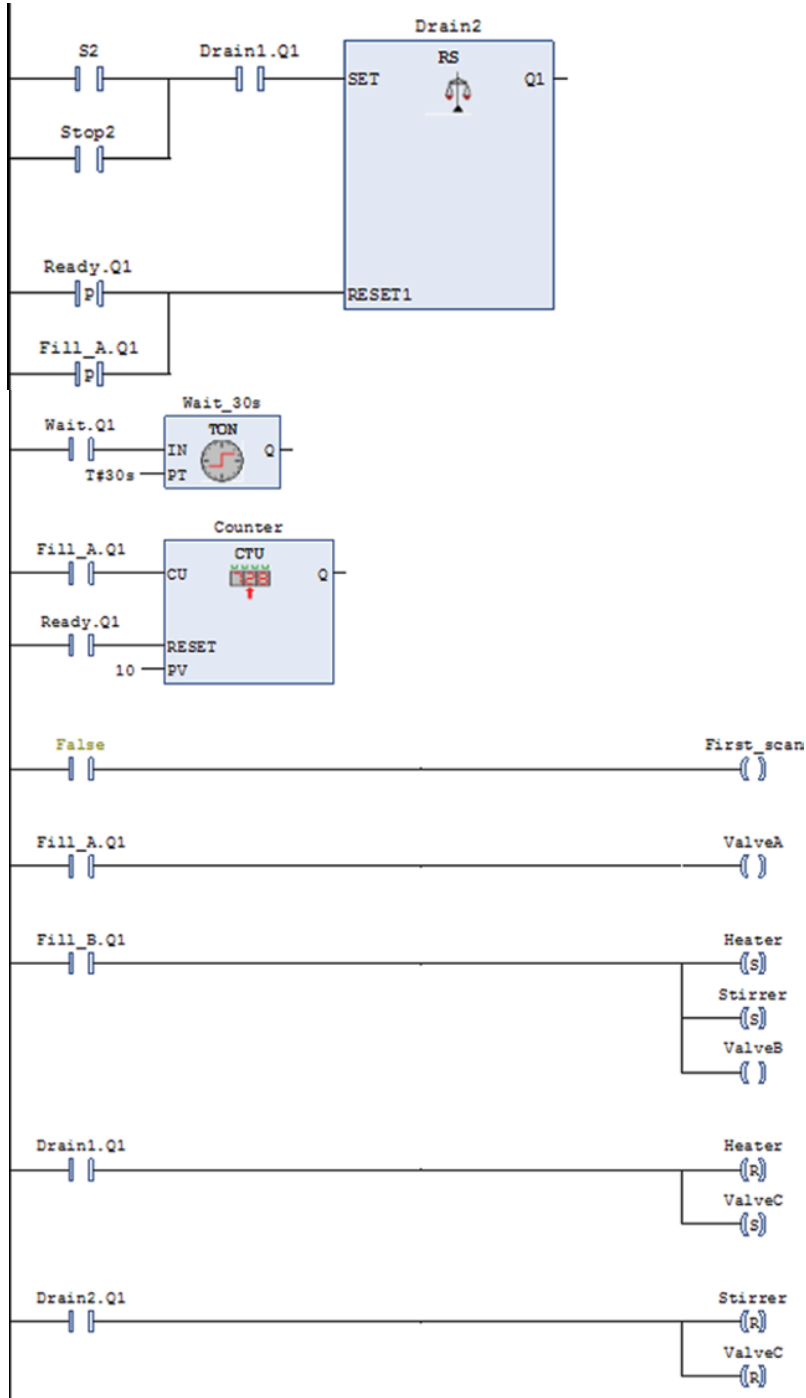 Drain2
S2
Drain1.Q1
RS
SET
Q1
Stop2
Ready.Q1
P
RESET1
Fill_A.Q1
P
Wait_30s
Wait.Q1
TON
IN
Q
T#30s
PT
Counter
Fill_A.Q1
CTU
CU
Q
Ready.Q1
RESET
10
PV
False
First_scan
Fill_A.Q1
ValveA
Fill_B.Q1
Heater
S
Stirrer
S
ValveB
Drain1.Q1
Heater
R
ValveC
S
Drain2.Q1
Stirrer
R
ValveC
R